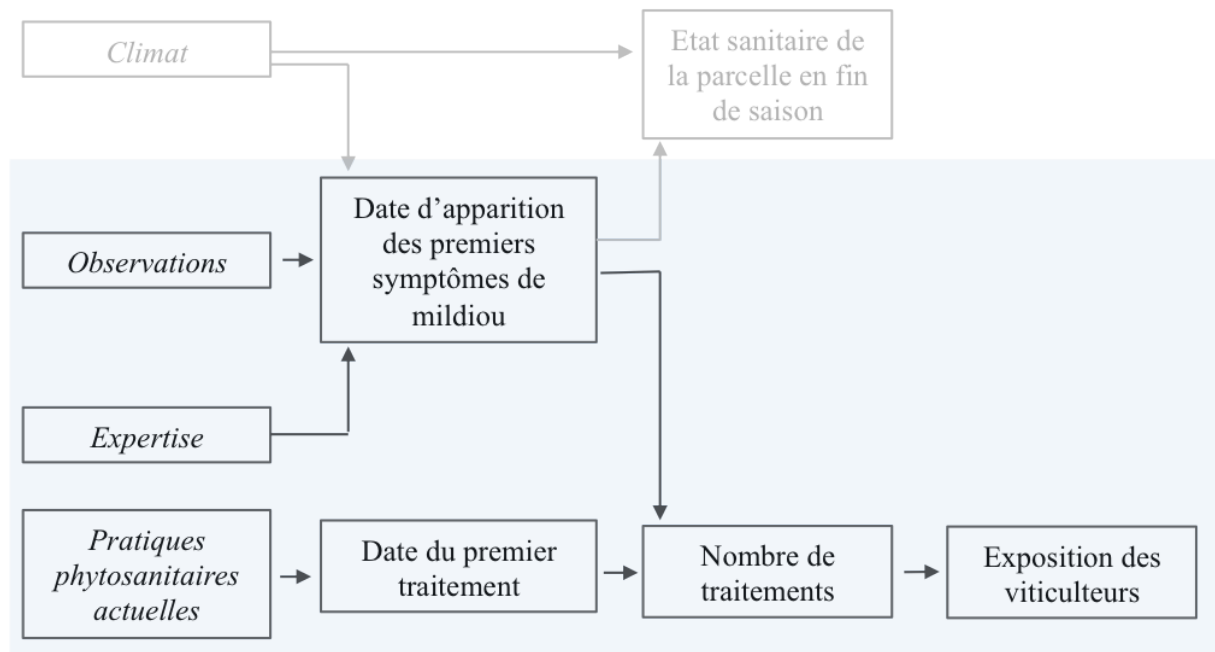 Climat
Etat sanitaire de
la parcelle en fin
de saison
Date d’apparition
des premiers
symptômes de
mildiou
Observations
Expertise
Pratiques
phytosanitaires
actuelles
Date du premier
traitement
Nombre de
traitements
Exposition des
viticulteurs